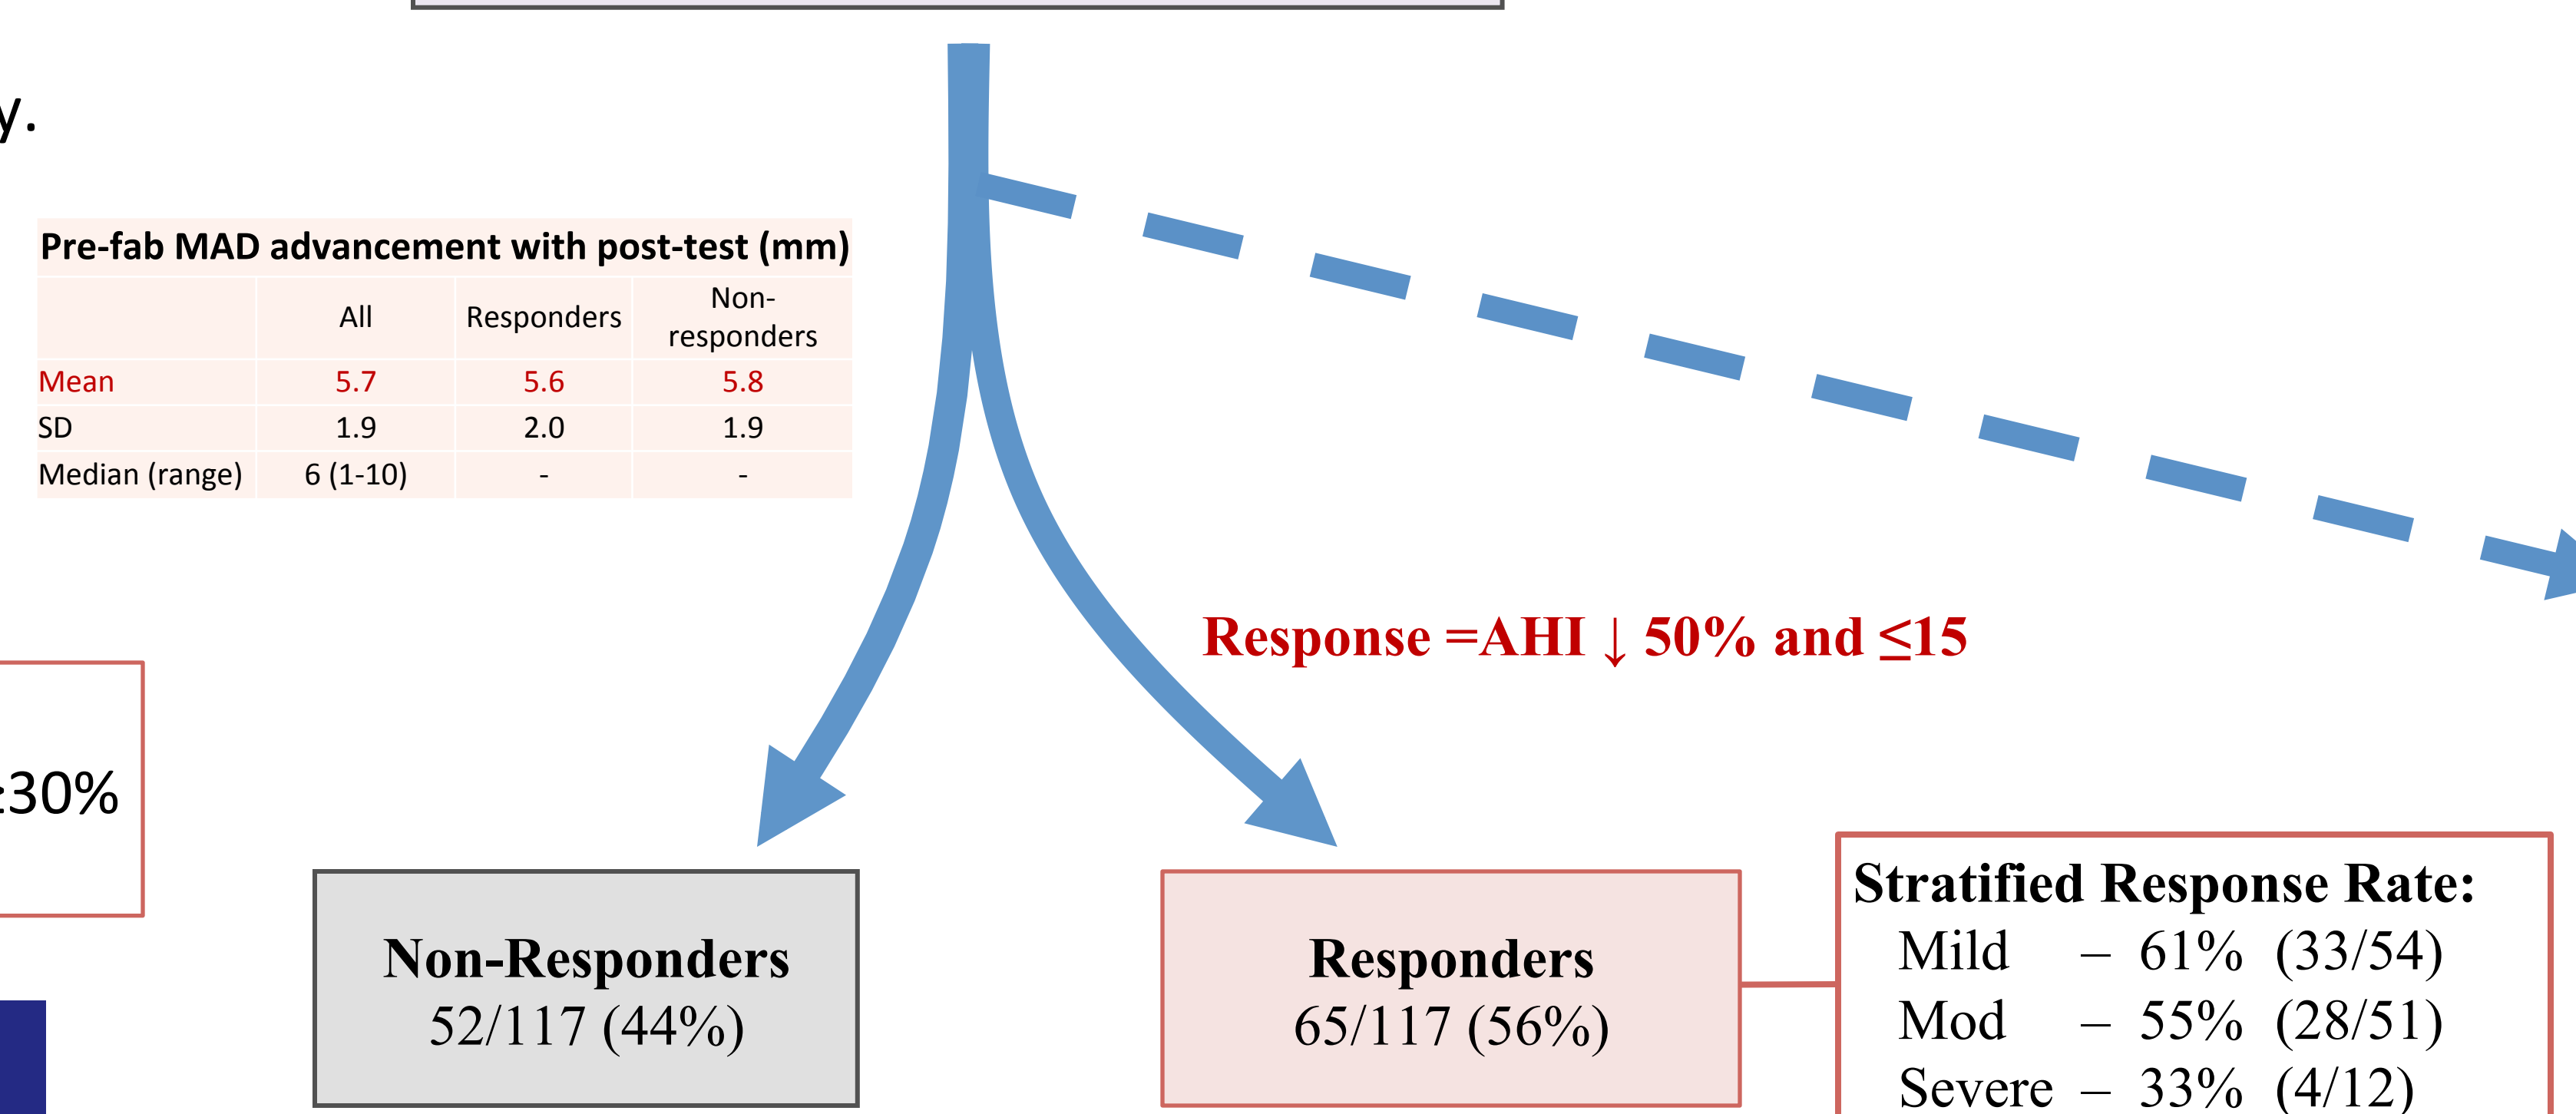 y.
Pre-fab MAD advancement with post-test (mm)
All Responders Non-responders
Mean 5.7 5.6 5.8
SD 1.9 2.0 1.9
Median (range) 6 (1-10) - -
Response =AHI ↓ 50% and ≤15
30%
Non-Responders
52/117 (44%)
Responders
65/117 (56%)
Stratified Response Rate:
Mild – 61% (33/54)
Mod – 55% (28/51)
Severe – 33% (4/12)